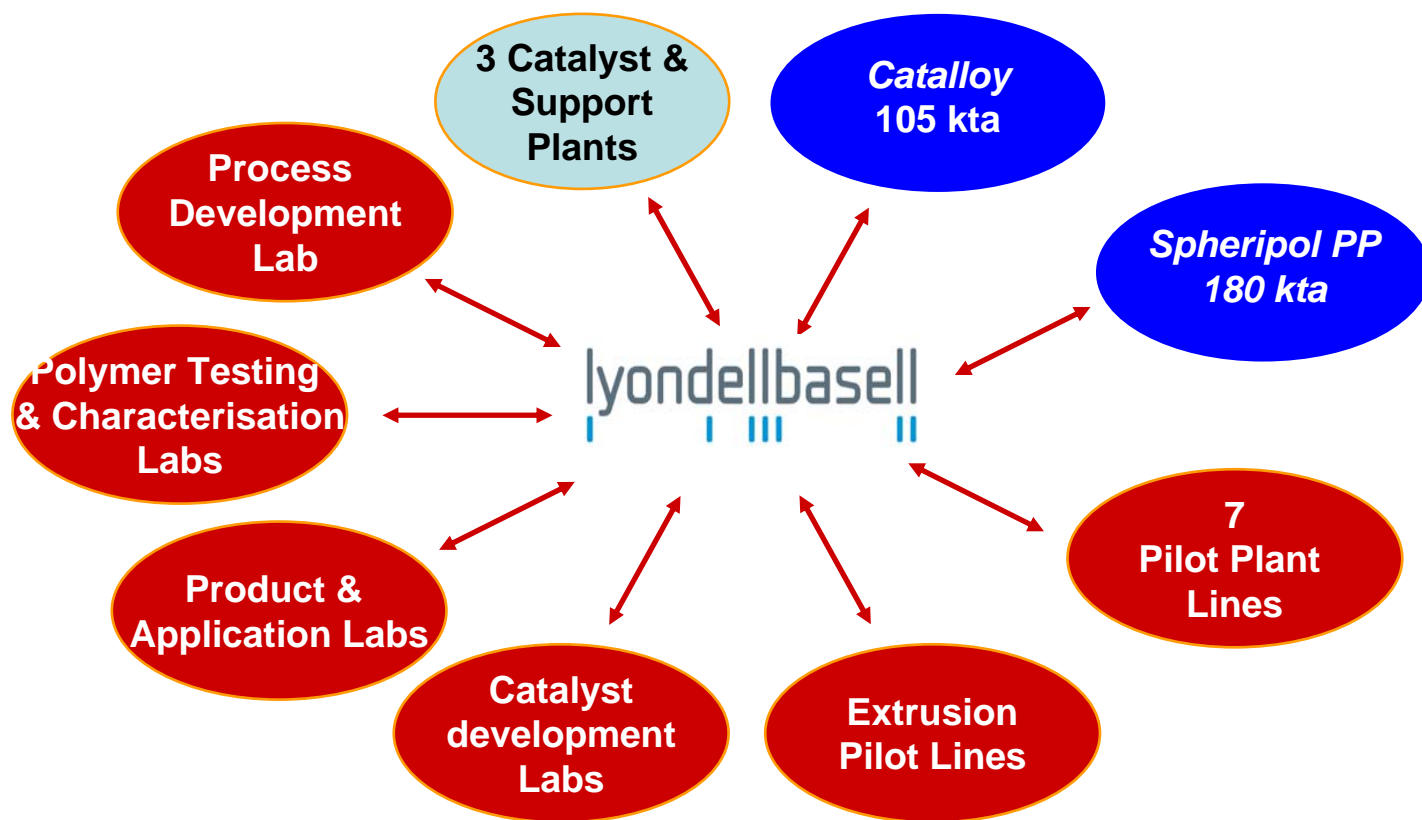 3 Catalyst &
Support
Plants
Catalloy
105 kta
Process
Development
Lab
Spheripol PP
180 kta
Polymer Testing
& Characterisation
Labs
lyondellbasell
7
Pilot Plant
Lines
Product &
Application Labs
Catalyst
development
Labs
Extrusion
Pilot Lines